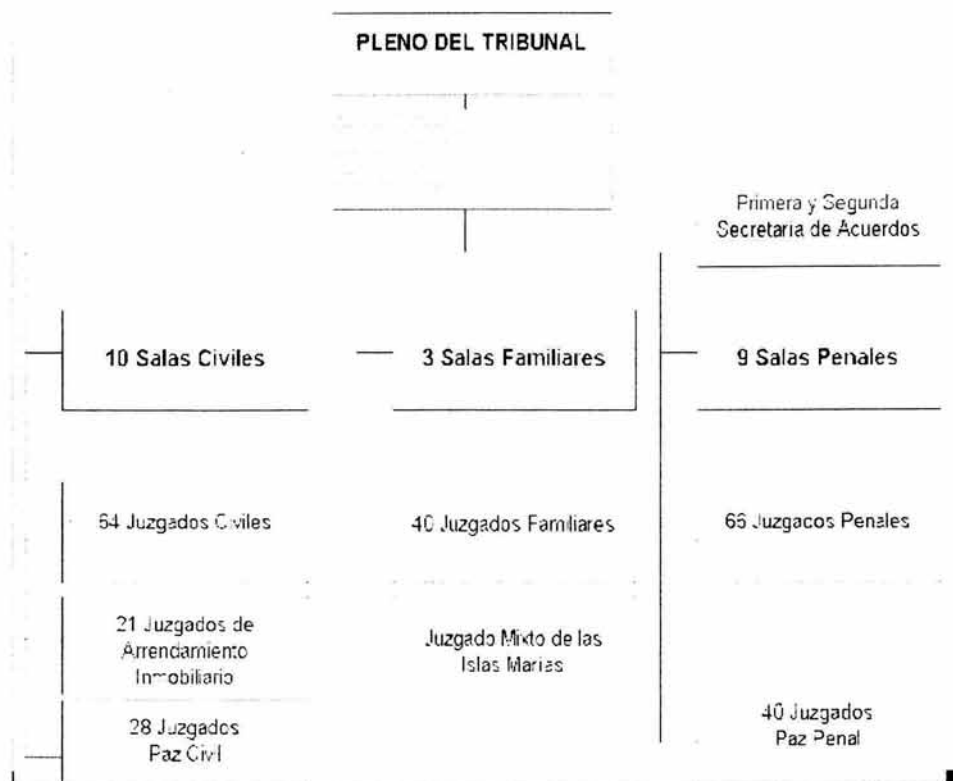 PLENO DEL TRIBUNAL
Primera y Segunda
Secretaria de Acuerdos
10 Salas Civiles
3 Salas Familiares
9 Salas Penales
64 Juzgados Civiles
40 Juzgados Familiares
66 Juzgacos Penales
21 Juzgados de
Arrendamiento
Inmobiliario
Juzgado Mixto de las
Islas Marias
28 Juzgados
Paz Civil
40 Juzgados
Paz Penal